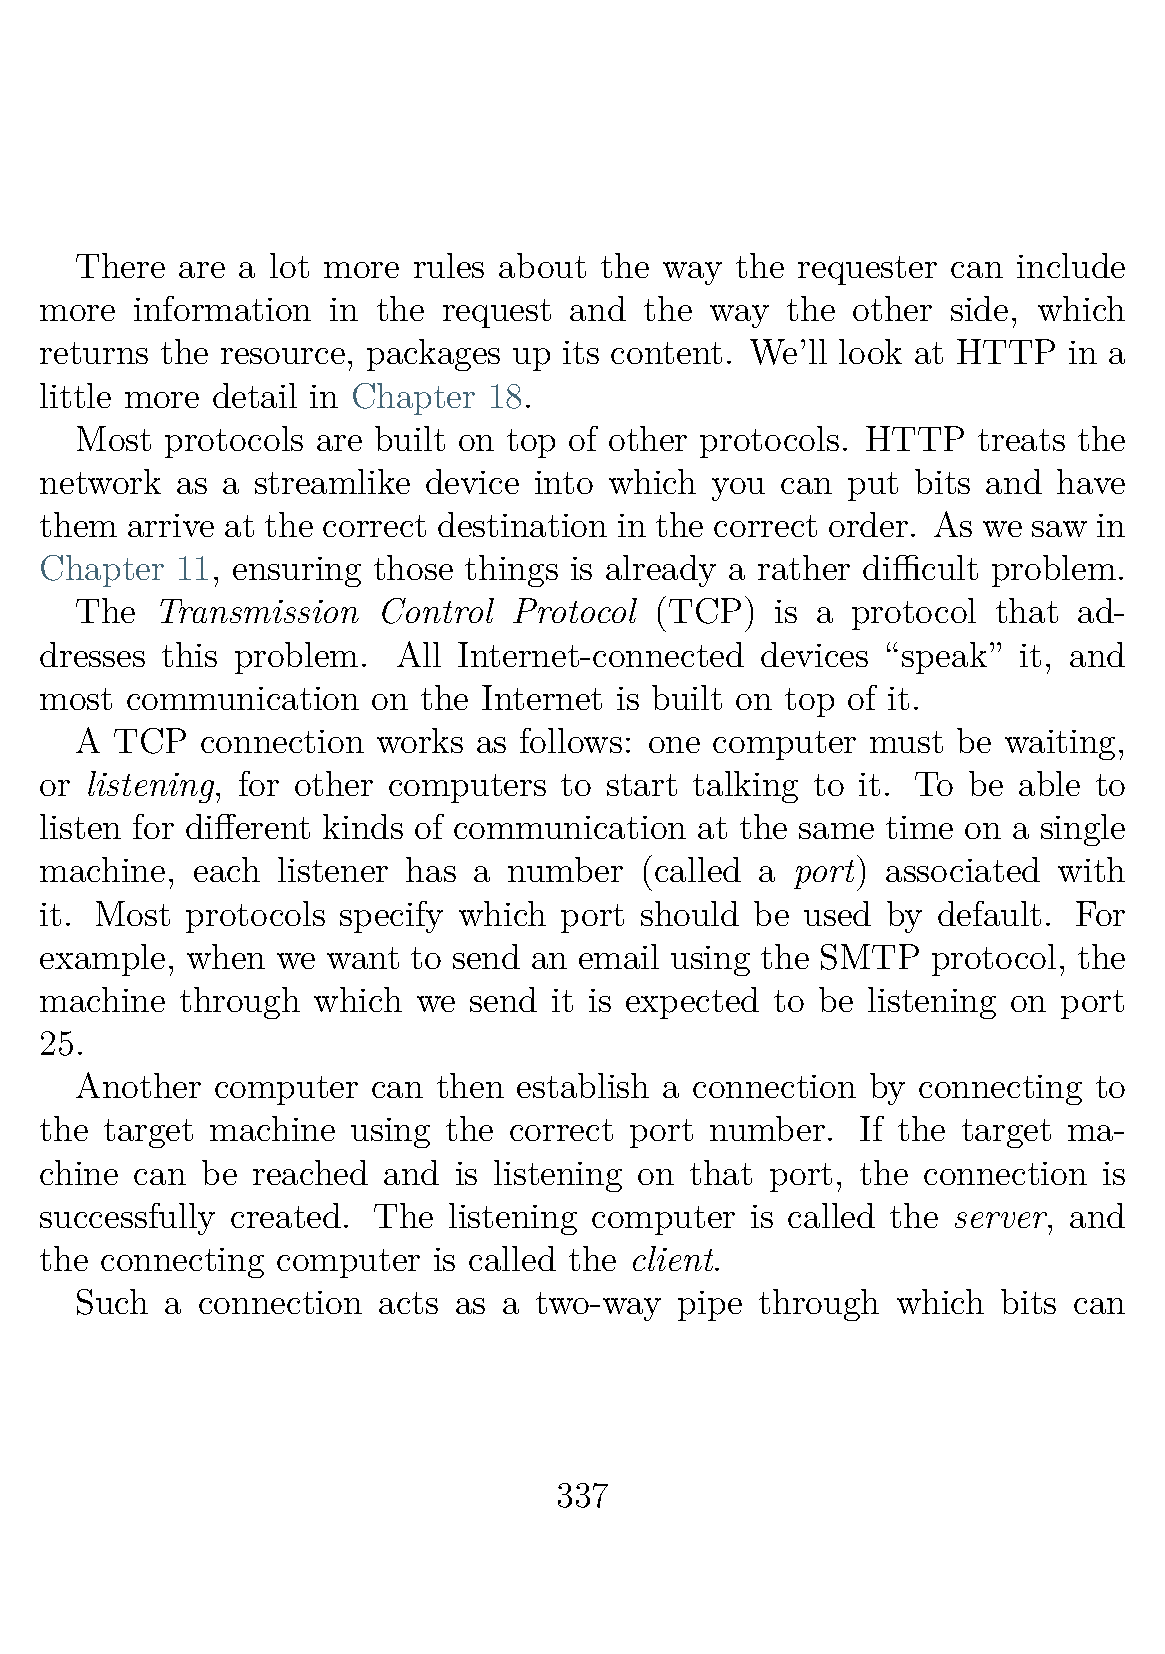 There are a lot more rules about the way the requester can include
more information in the request and the way the other side, which
returns the resource, packages up its content. We'll look at HTTP in a
little more detail in Chapter 18.
Most protocols are built on top of other protocols. HTTP treats the
network as a streamlike device into which you can put bits and have
them arrive at the correct destination in the correct order. As we saw in
Chapter 11, ensuring those things is already a rather difficult problem.
The Transmission Control Protocol (TCP) is a protocol that ad-
dresses this problem. All Internet-connected devices “speak” it, and
most communication on the Internet is built on top of it.
A TCP connection works as follows: one computer must be waiting,
or listening, for other computers to start talking to it. To be able to
listen for different kinds of communication at the same time on a single
machine, each listener has a number (called a port) associated with
it. Most protocols specify which port should be used by default. For
example, when we want to send an email using the SMTP protocol, the
machine through which we send it is expected to be listening on port
25.
Another computer can then establish a connection by connecting to
the target machine using the correct port number. If the target ma-
chine can be reached and is listening on that port, the connection is
successfully created. The listening computer is called the server, and
the connecting computer is called the client.
Such a connection acts as a two-way pipe through which bits can
337